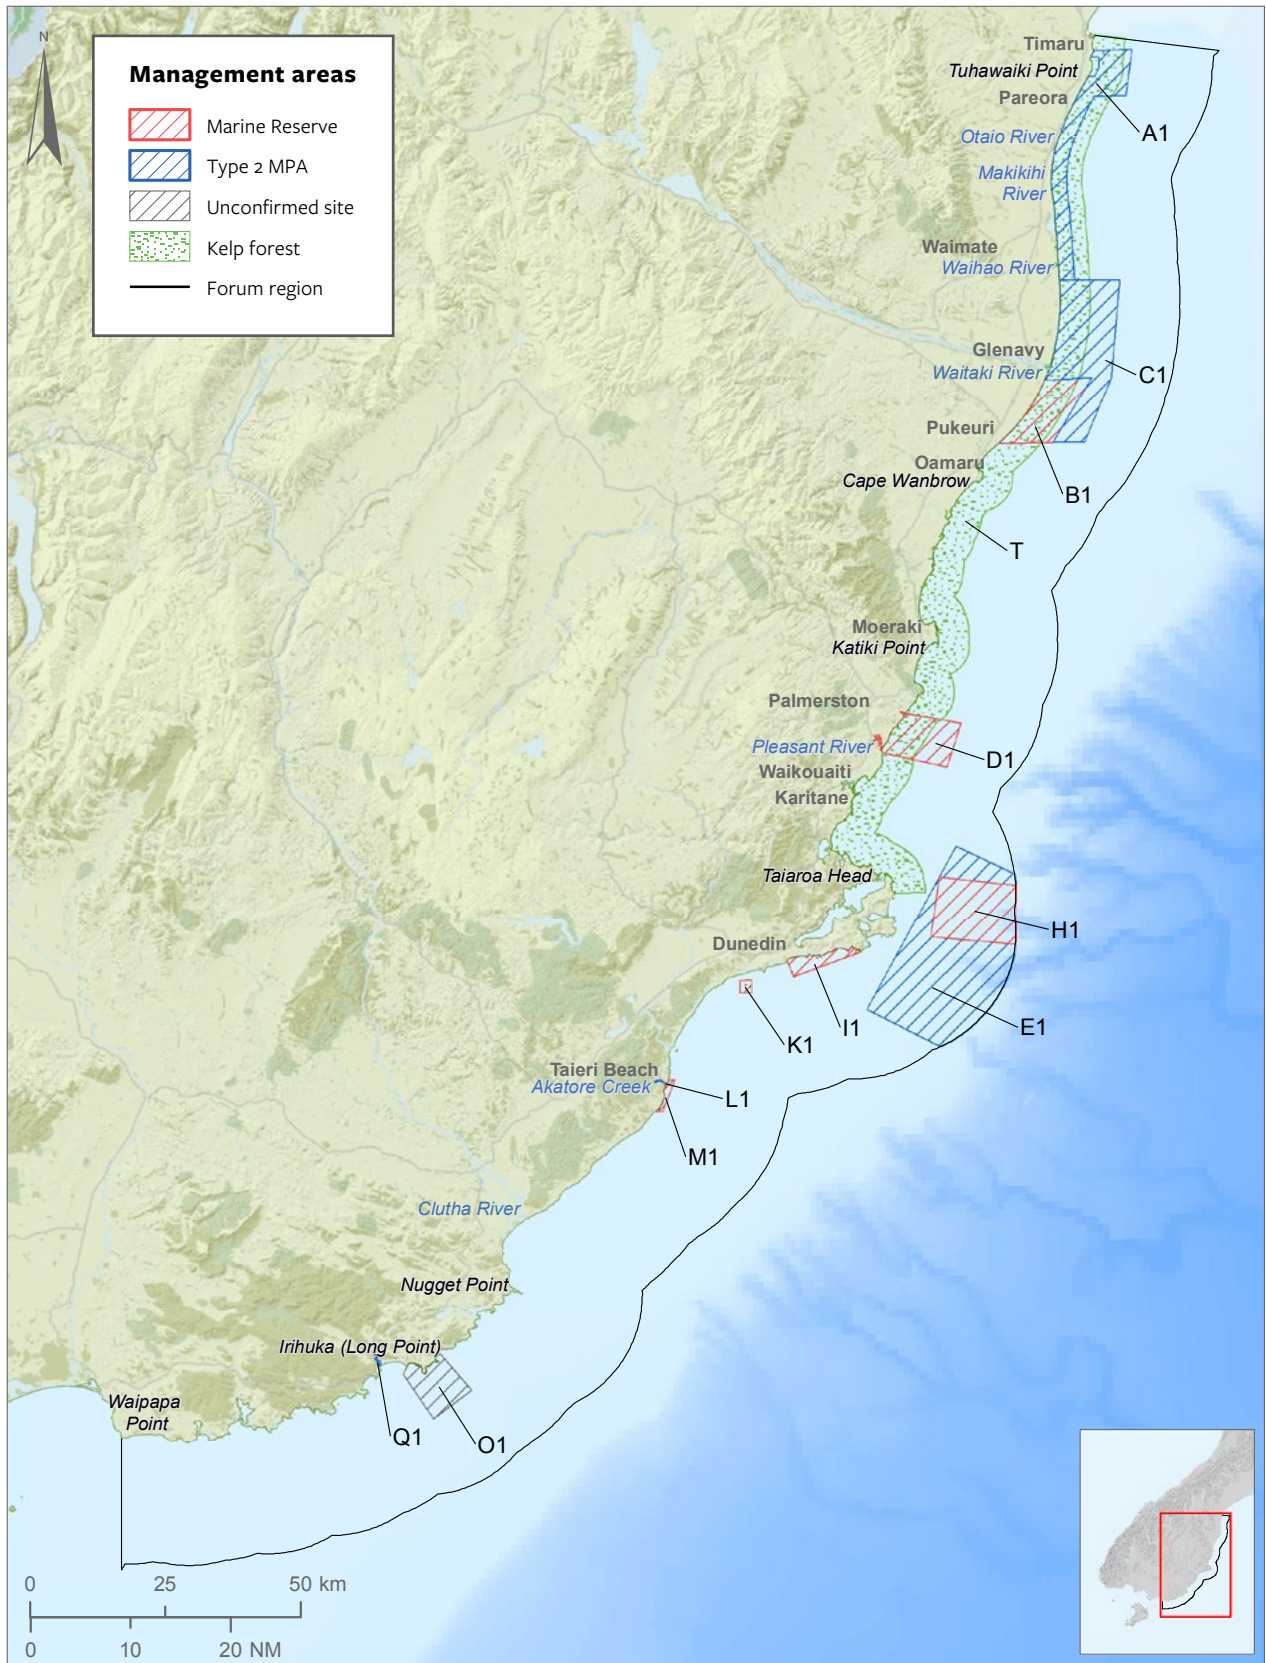 N
Management areas
Marine Reserve
Type 2 MPA
Unconfirmed site
Kelp forest
Forum region
Timaru
Tuhawaiki Point
Pareora
A1
Otaio River
Makikihi
River
Waimate
Waihao River
Glenavy
Waitaki River
C1
Pukeuri
Oamaru
Cape Wanbrow
B1
T
Moeraki
Katiki Point
Palmerston
Pleasant River
D1
Waikouaiti
Karitane
Taiaroa Head
H1
Dunedin
I1
E1
K1
Taieri Beach
Akatore Creek
L1
M1
Clutha River
Nugget Point
Irihuka (Long Point)
Waipapa
Point
Q1
O1
0 25 50 km
0 10 20 NM